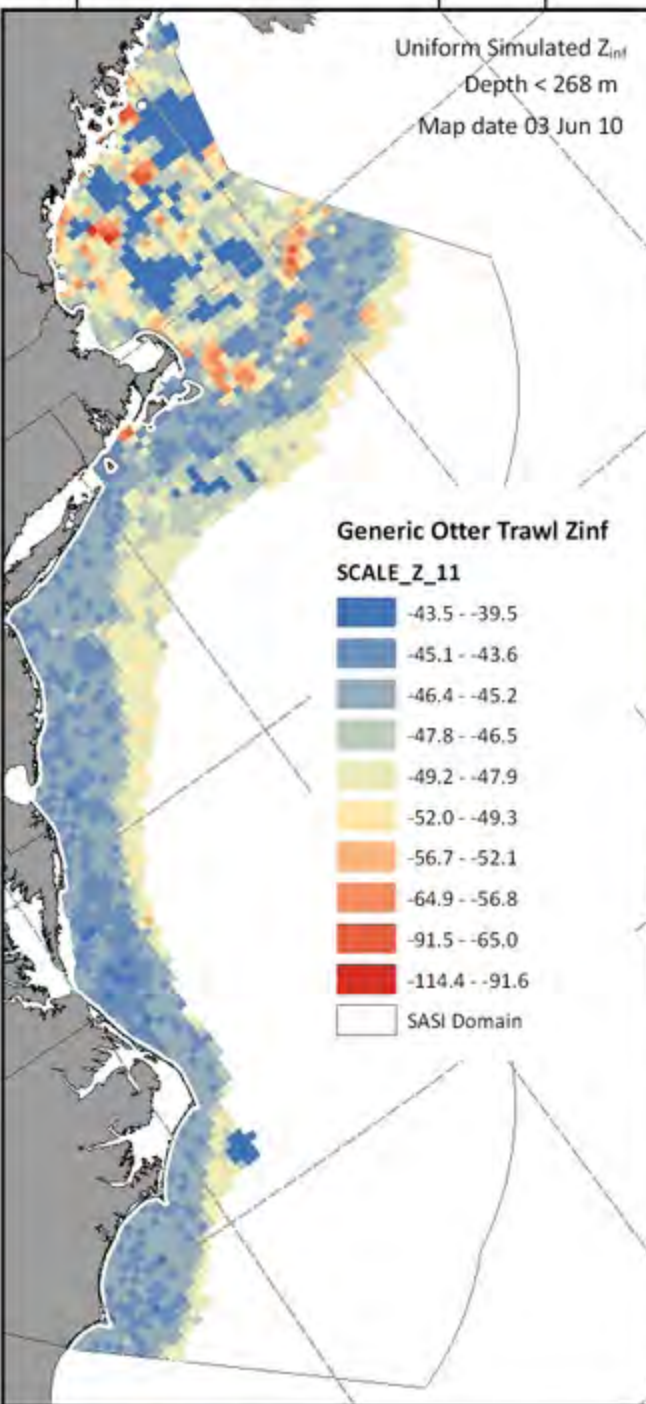 Uniform Simulated Zinf
Depth < 268 m
Map date 03 Jun 10
Generic Otter Trawl Zinf
SCALE_Z_11
-43.5 - -39.5
-45.1 - -43.6
-46.4 - -45.2
-47.8 - -46.5
-49.2 - -47.9
-52.0 - -49.3
-56.7 - -52.1
-64.9 - -56.8
-91.5 - -65.0
-114.4 - -91.6
SASI Domain